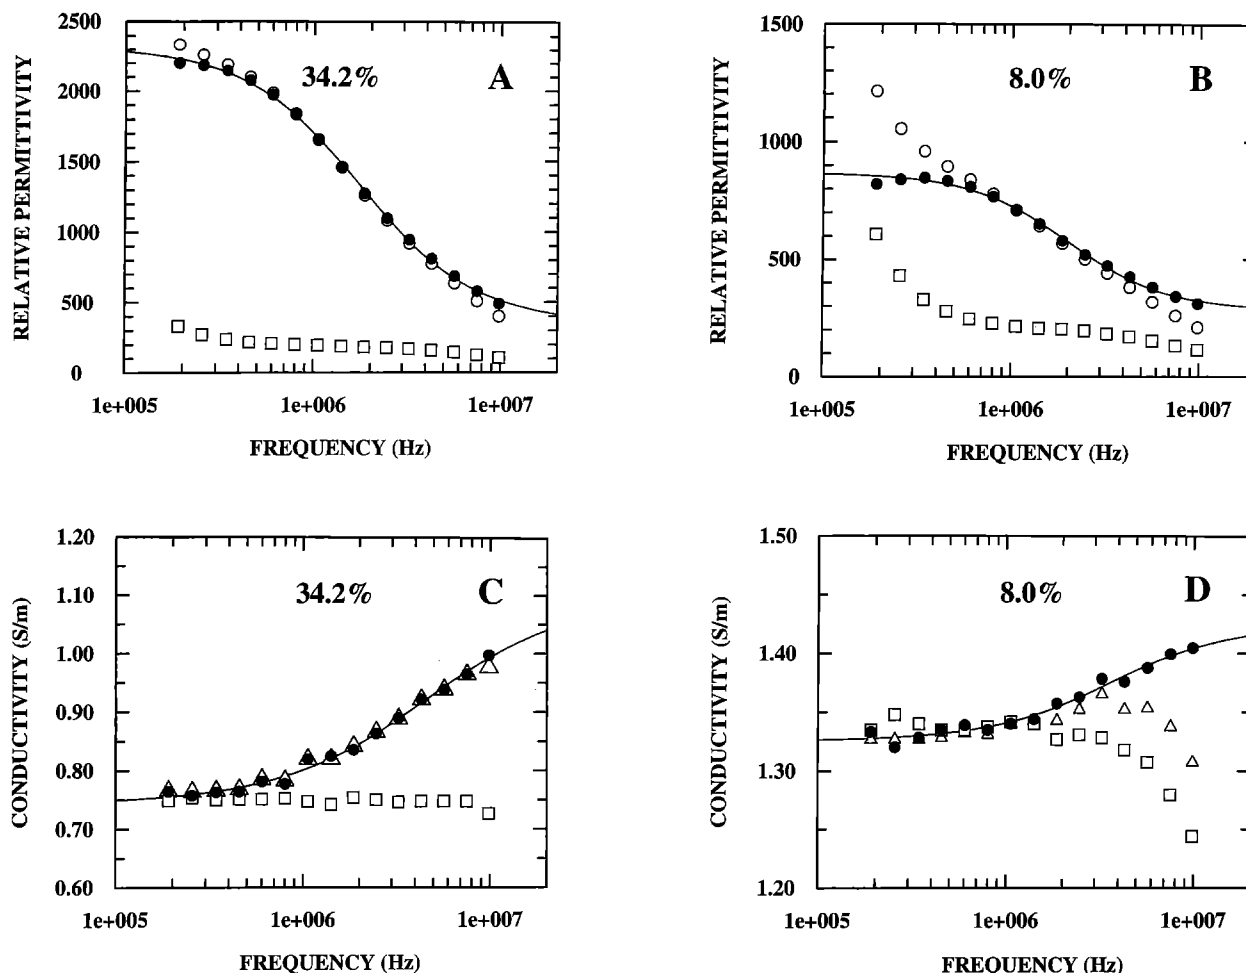 RELATIVE PERMITTIVITY
2500
2000
1500
1000
500
0
34.2%
A
1e+005
1e+006
1e+007
FREQUENCY (Hz)
RELATIVE PERMITTIVITY
1500
1000
500
0
8.0%
B
1e+005
1e+006
1e+007
FREQUENCY (Hz)
CONDUCTIVITY (S/m)
1.20
1.10
1.00
0.90
0.80
0.70
0.60
34.2%
C
1e+005
1e+006
1e+007
FREQUENCY (Hz)
CONDUCTIVITY (S/m)
1.50
1.40
1.30
1.20
8.0%
D
1e+005
1e+006
1e+007
FREQUENCY (Hz)